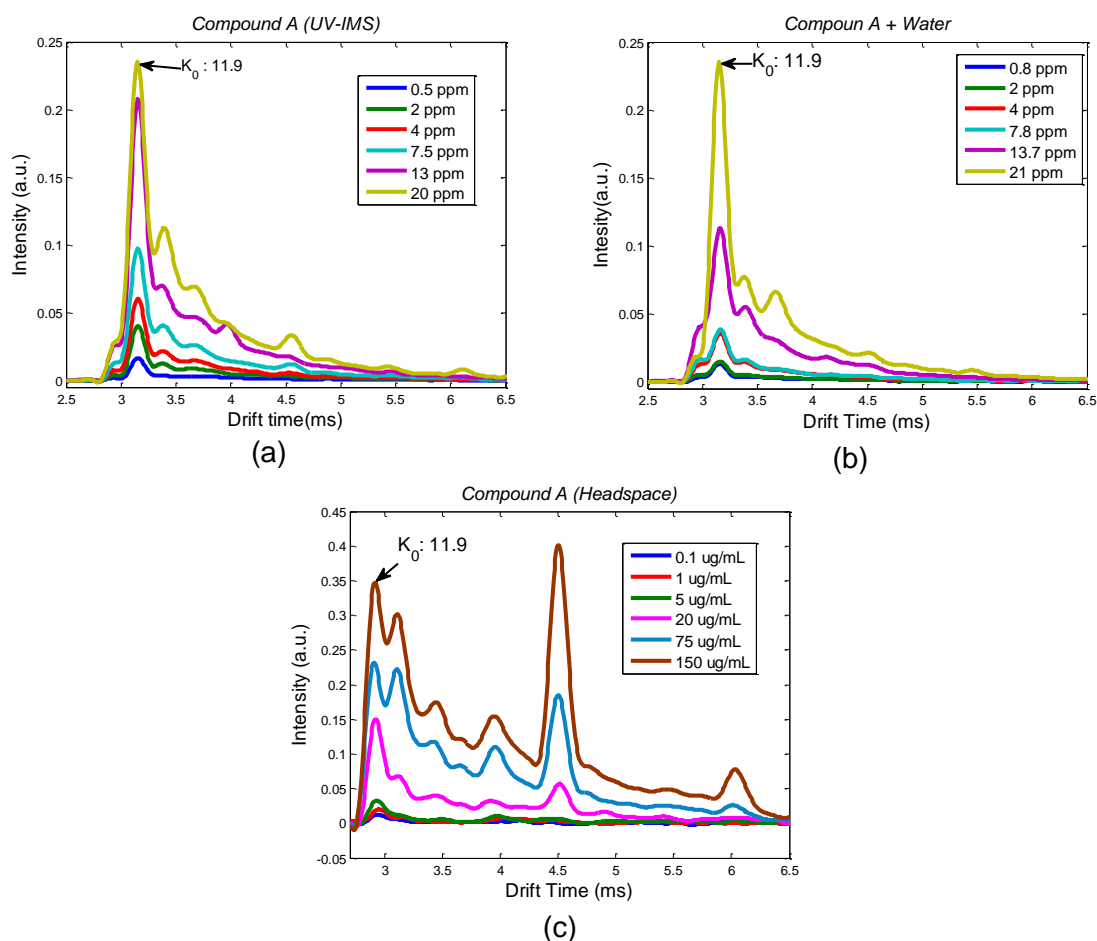 Compound A (UV-IMS)
0.25
0.2
0.15
0.1
0.05
0
Intensity (a.u.)
K0 : 11.9
0.5 ppm
2 ppm
4 ppm
7.5 ppm
13 ppm
20 ppm
2.5 3 3.5 4 4.5 5 5.5 6 6.5
Drift time(ms)
(a)
Compoun A + Water
0.25
0.2
0.15
0.1
0.05
0
Intesity(a.u.)
K0 : 11.9
0.8 ppm
2 ppm
4 ppm
7.8 ppm
13.7 ppm
21 ppm
2.5 3 3.5 4 4.5 5 5.5 6 6.5
Drift Time (ms)
(b)
Compound A (Headspace)
0.45
0.4
0.35
0.3
0.25
0.2
0.15
0.1
0.05
0
-0.05
Intensity (a.u.)
K0: 11.9
0.1 ug/mL
1 ug/mL
5 ug/mL
20 ug/mL
75 ug/mL
150 ug/mL
3 3.5 4 4.5 5 5.5 6 6.5
Drift Time (ms)
(c)